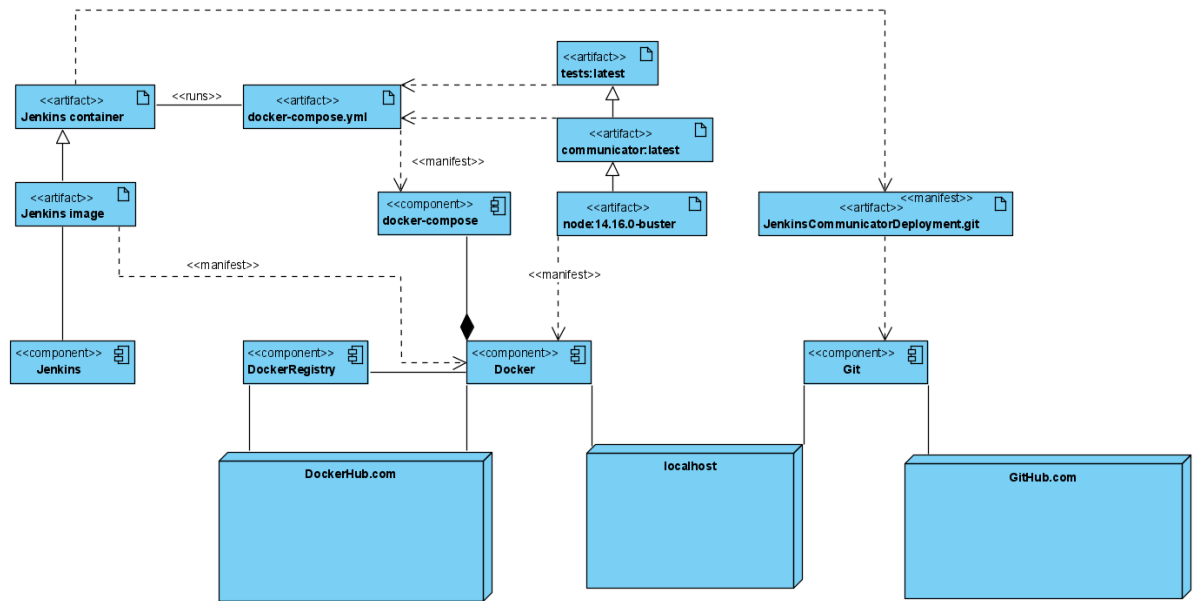 <<artifact>>
tests:latest
<<artifact>>
Jenkins container
<<runs>>
<<artifact>>
docker-compose.yml
<<artifact>>
communicator:latest
<<manifest>>
<<artifact>>
Jenkins image
<<component>>
docker-compose
<<artifact>>
node:14.16.0-buster
<<manifest>>
<<artifact>>
JenkinsCommunicatorDeployment.git
<<manifest>>
<<manifest>>
<<component>>
Jenkins
<<component>>
DockerRegistry
<<component>>
Docker
<<component>>
Git
DockerHub.com
localhost
GitHub.com